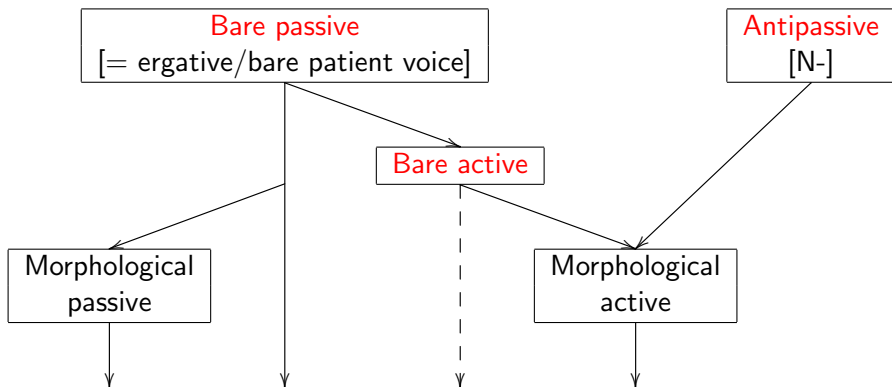 Bare passive
[= ergative/bare patient voice]
Antipassive
[N-]
Bare active
Morphological
passive
Morphological
active